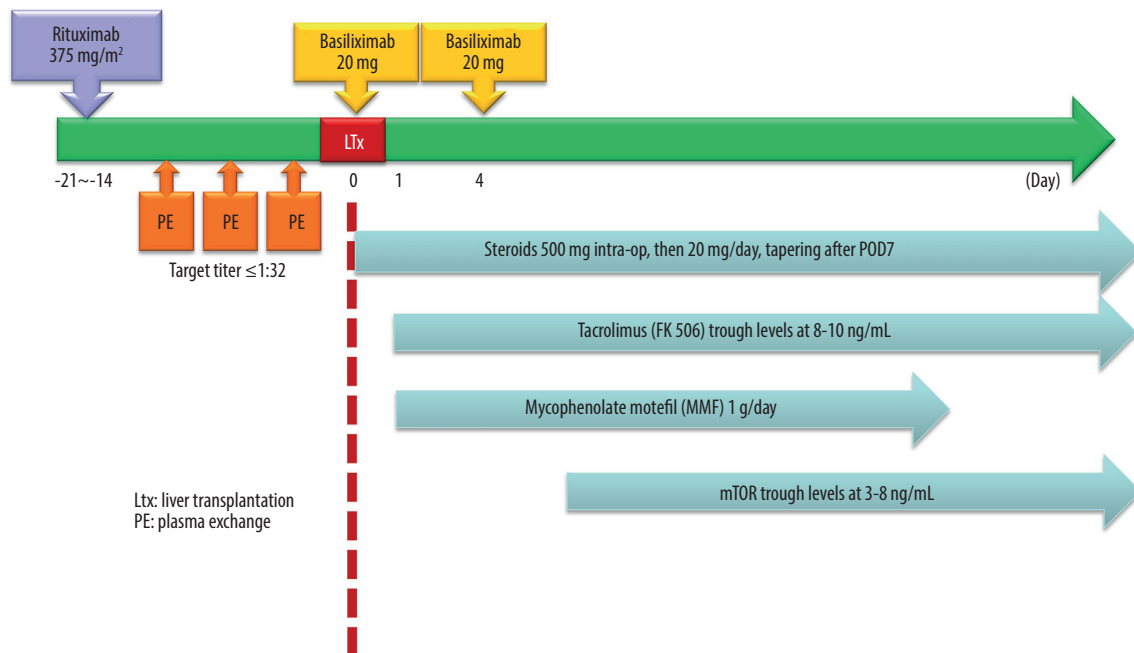 Rituximab
375 mg/m²
Basiliximab
20 mg
Basiliximab
20 mg
LTx
-21~-14
0
1
4
(Day)
PE
PE
PE
Target titer ≤1:32
Steroids 500 mg intra-op, then 20 mg/day, tapering after POD7
Tacrolimus (FK 506) trough levels at 8-10 ng/mL
Mycophenolate motefil (MMF) 1 g/day
mTOR trough levels at 3-8 ng/mL
Ltx: liver transplantation
PE: plasma exchange